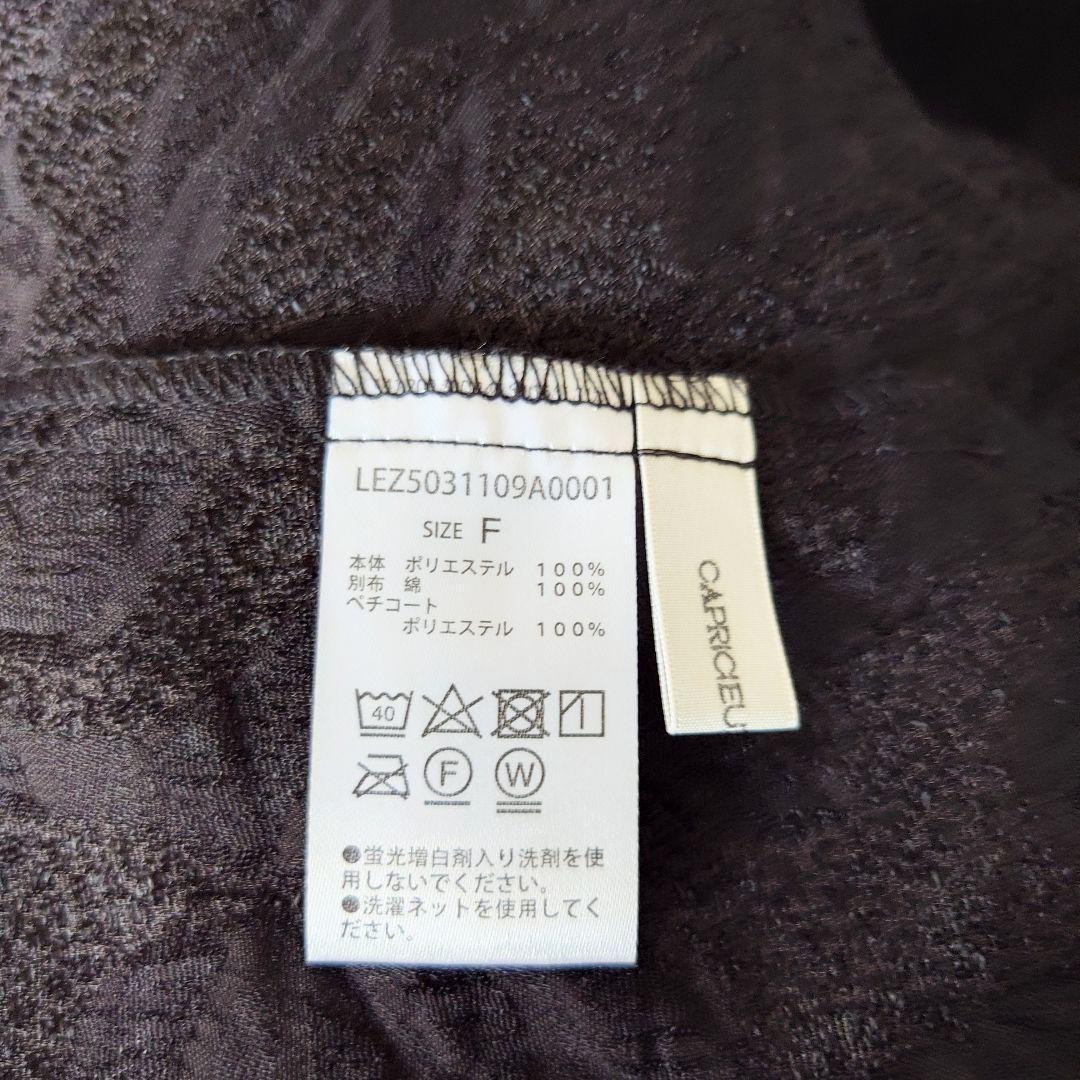 LEZ5031109A0001
SIZE F
本体 ポリエステル 100%
別布 綿 100%
ペチコート
ポリエステル 100%
40
F
W
●蛍光増白剤入り洗剤を使
用しないでください。
●洗濯ネットを使用してく
ださい。
CAPRICIEU